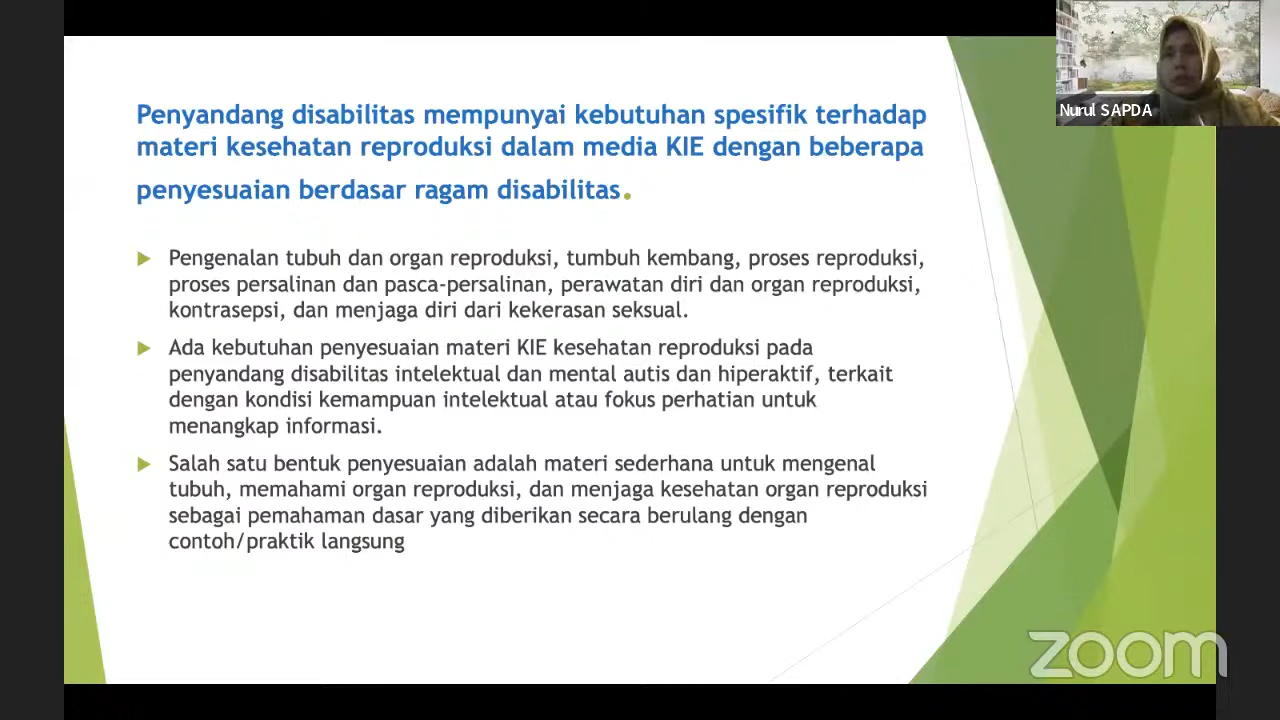 Penyandang disabilitas mempunyai kebutuhan spesifik terhadap
materi kesehatan reproduksi dalam media KIE dengan beberapa
penyesuaian berdasar ragam disabilitas.
Pengenalan tubuh dan organ reproduksi, tumbuh kembang, proses reproduksi,
proses persalinan dan pasca-persalinan, perawatan diri dan organ reproduksi,
kontrasepsi, dan menjaga diri dari kekerasan seksual.
Ada kebutuhan penyesuaian materi KIE kesehatan reproduksi pada
penyandang disabilitas intelektual dan mental autis dan hiperaktif, terkait
dengan kondisi kemampuan intelektual atau fokus perhatian untuk
menangkap informasi.
Salah satu bentuk penyesuaian adalah materi sederhana untuk mengenal
tubuh, memahami organ reproduksi, dan menjaga kesehatan organ reproduksi
sebagai pemahaman dasar yang diberikan secara berulang dengan
contoh/praktik langsung
Nurul SAPDA
zoom